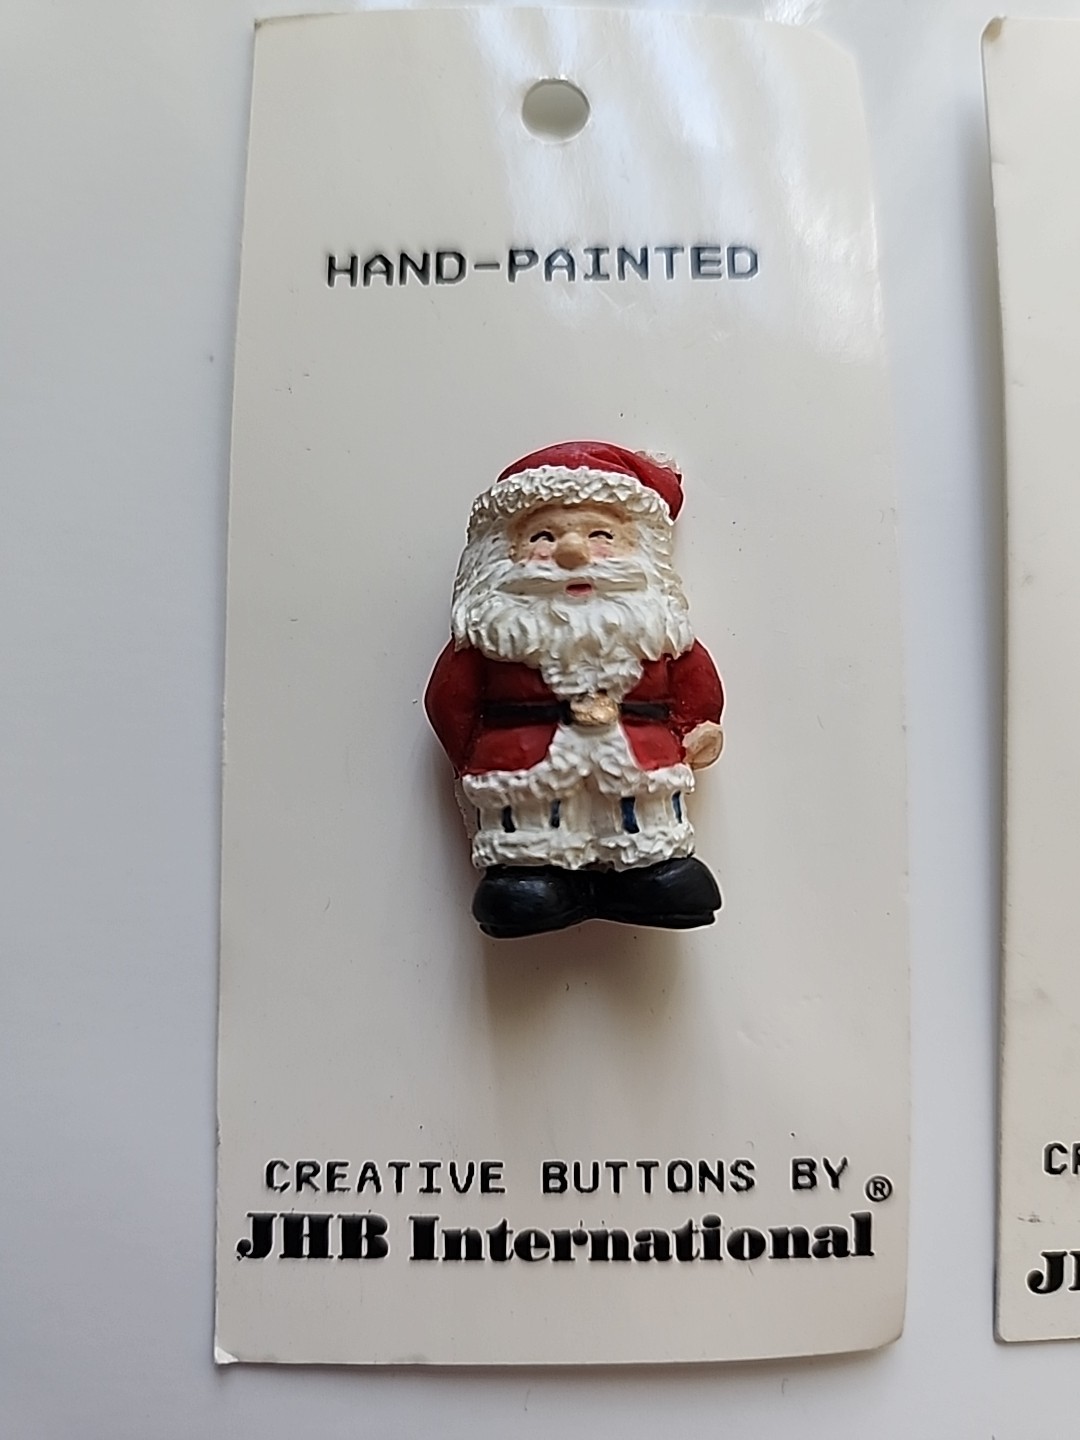 HAND-PAINTED
CREATIVE BUTTONS BY
JHB International®